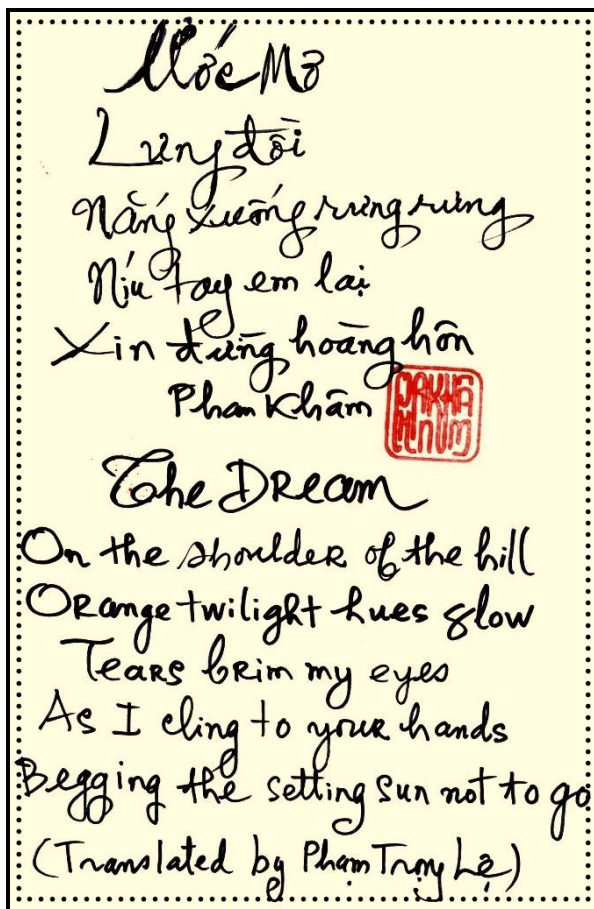 Ước Mơ
Lưng đồi
Nắng xuống rưng rưng
Níu tay em lại
Xin đừng hoàng hôn
Phan Khâm
The Dream
On the shoulder of the hill
Orange twilight hues glow
Tears brim my eyes
As I cling to your hands
Begging the setting sun not to go
(Translated by Phạm Trọng Lệ)